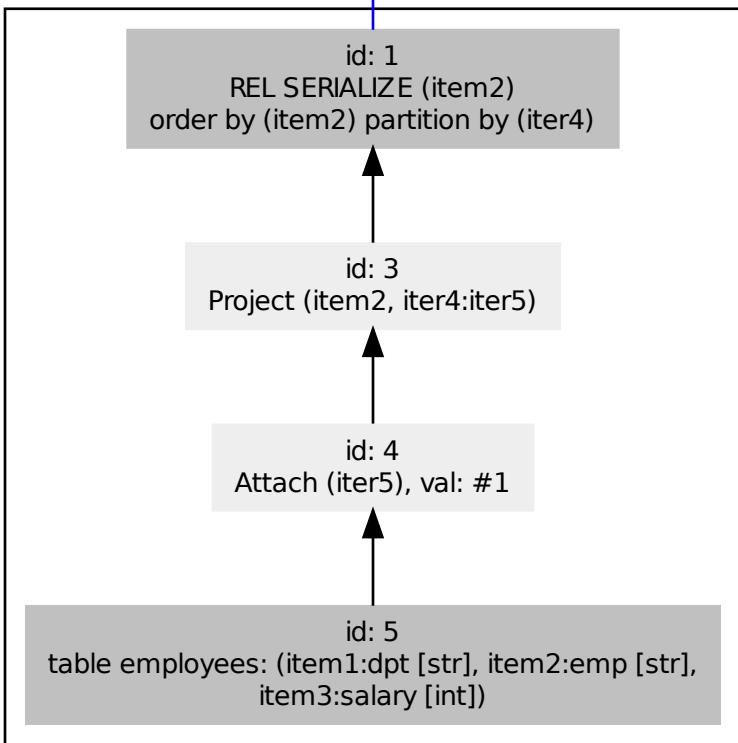 id: 1
REL SERIALIZE (item2)
order by (item2) partition by (iter4)
id: 3
Project (item2, iter4:iter5)
id: 4
Attach (iter5), val: #1
id: 5
table employees: (item1:dpt [str], item2:emp [str],
item3:salary [int])